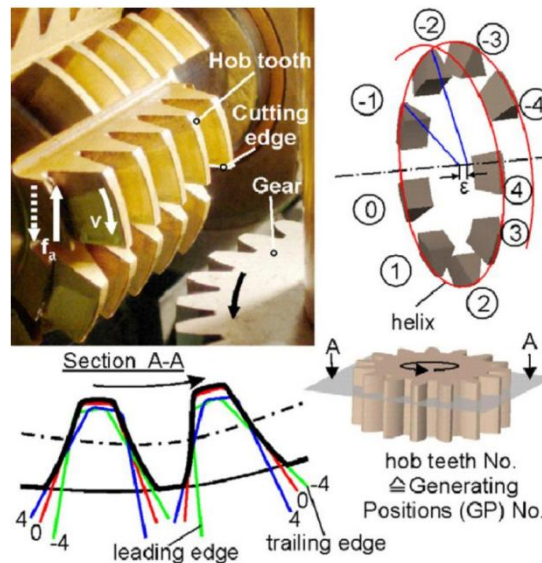 Hob tooth
Cutting
edge
Gear
v
fa
-2
-3
-1
-4
ε
0
4
1
3
2
helix
Section A-A
A
A
4
0
-4
leading edge
4
0
-4
trailing edge
hob teeth No.
≙ Generating
Positions (GP) No.